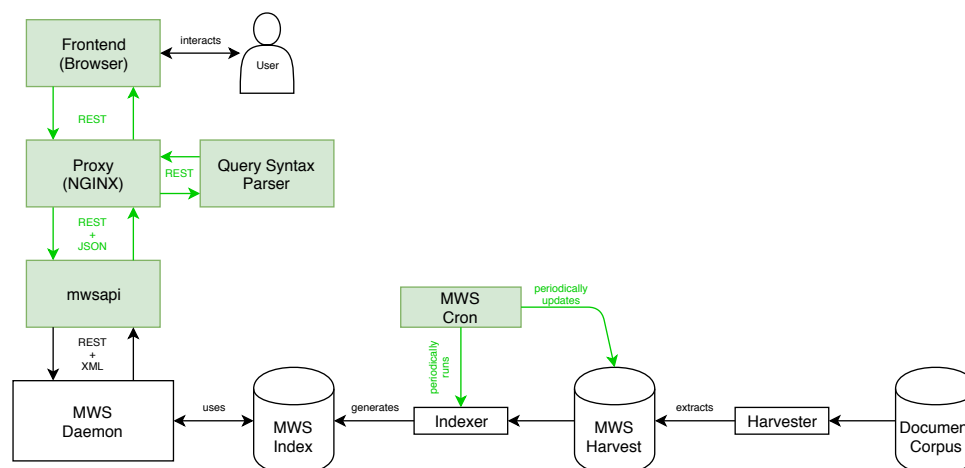 Frontend
(Browser)
interacts
User
REST
Proxy
(NGINX)
REST
Query Syntax
Parser
REST
+
JSON
mwsapi
MWS
Cron
periodically
updates
REST
+
XML
periodically
runs
MWS
Daemon
uses
MWS
Index
generates
Indexer
MWS
Harvest
extracts
Harvester
Documen
Corpus